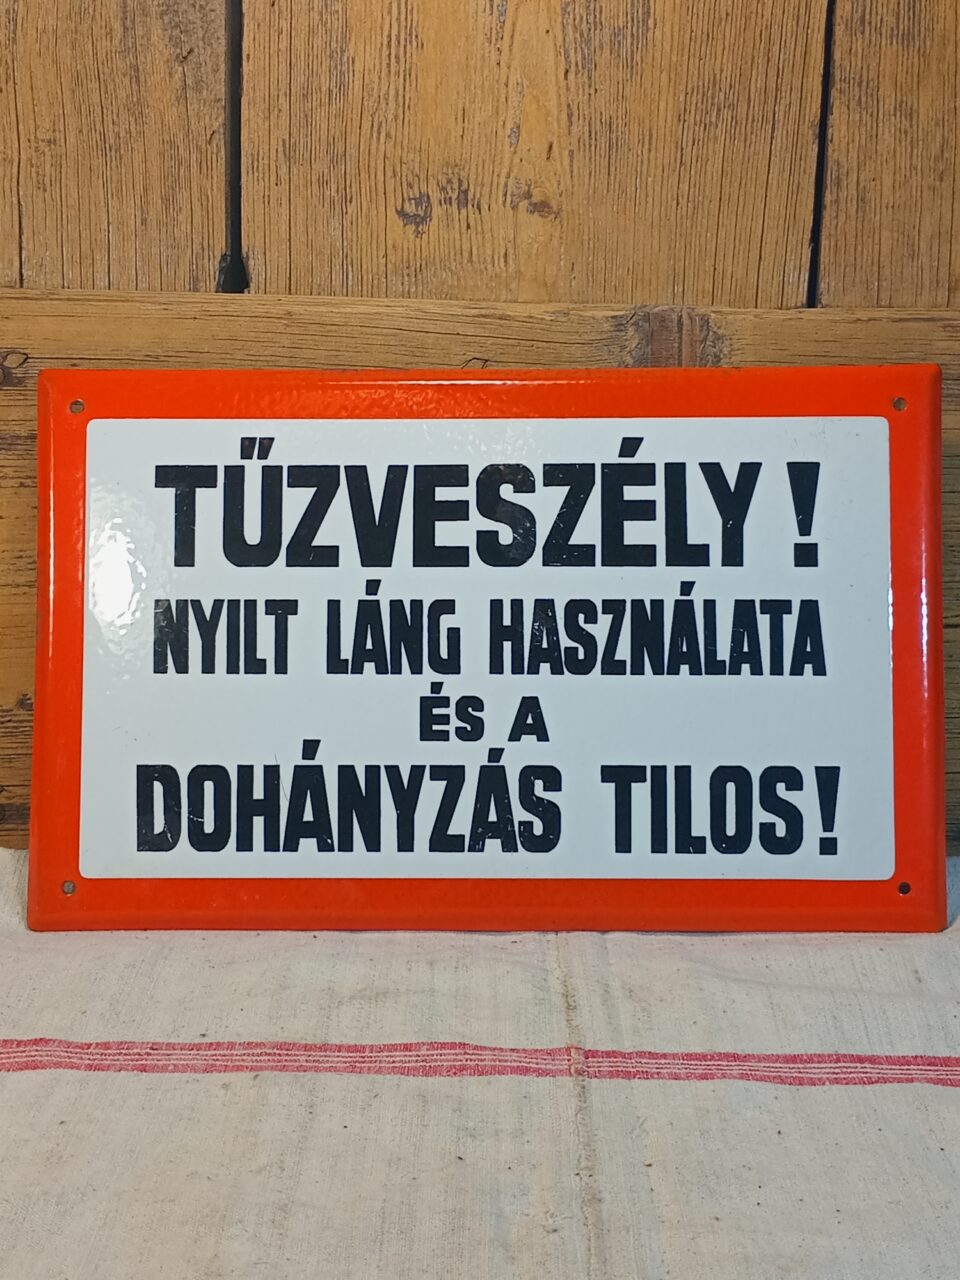 TŰZVESZÉLY!
NYILT LÁNG HASZNÁLATA
ÉS A
DOHÁNYZÁS TILOS!